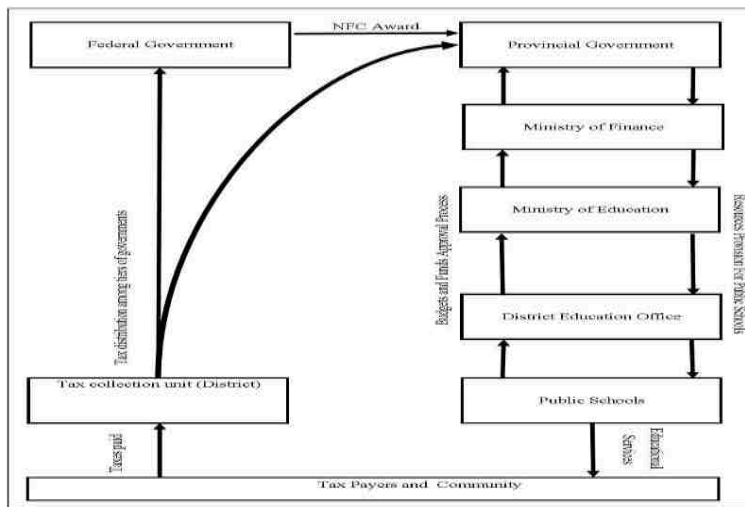 NFC Award
Federal Government
Provincial Government
Ministry of Finance
Ministry of Education
Budgets and Funds Approval Process
Resources Provision For Public Schools
Tax distribution among tiers of governments
District Education Office
Tax collection unit (District)
Public Schools
Taxes paid
Educational
Services
Tax Payers and Community